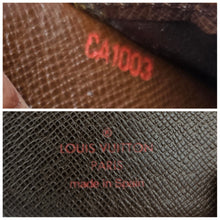 CA1003
®
LOUIS VUITTON
PARIS
made in Spain